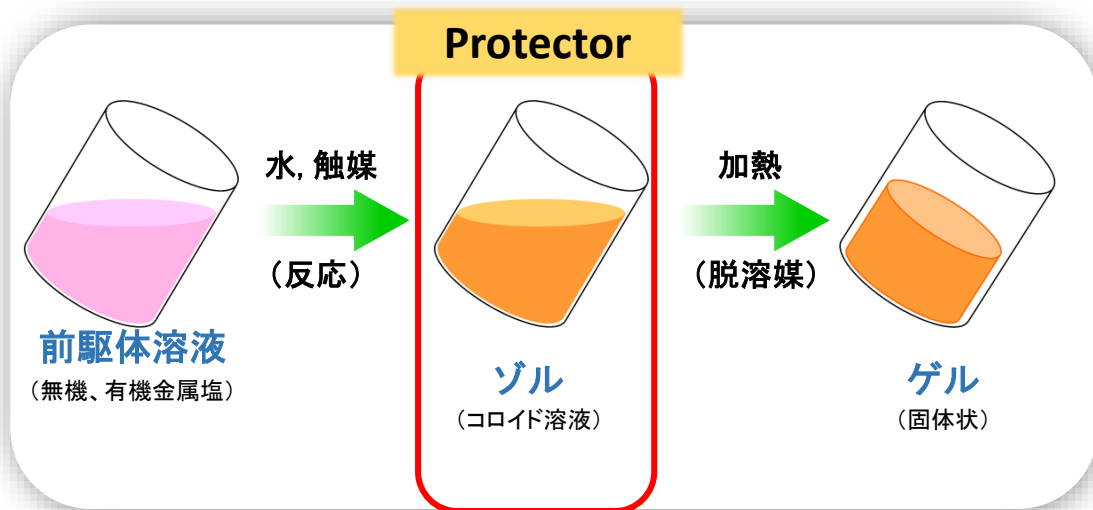 Protector
水, 触媒
（反応）
加熱
（脱溶媒）
前駆体溶液
（無機、有機金属塩）
ゾル
（コロイド溶液）
ゲル
（固体状）